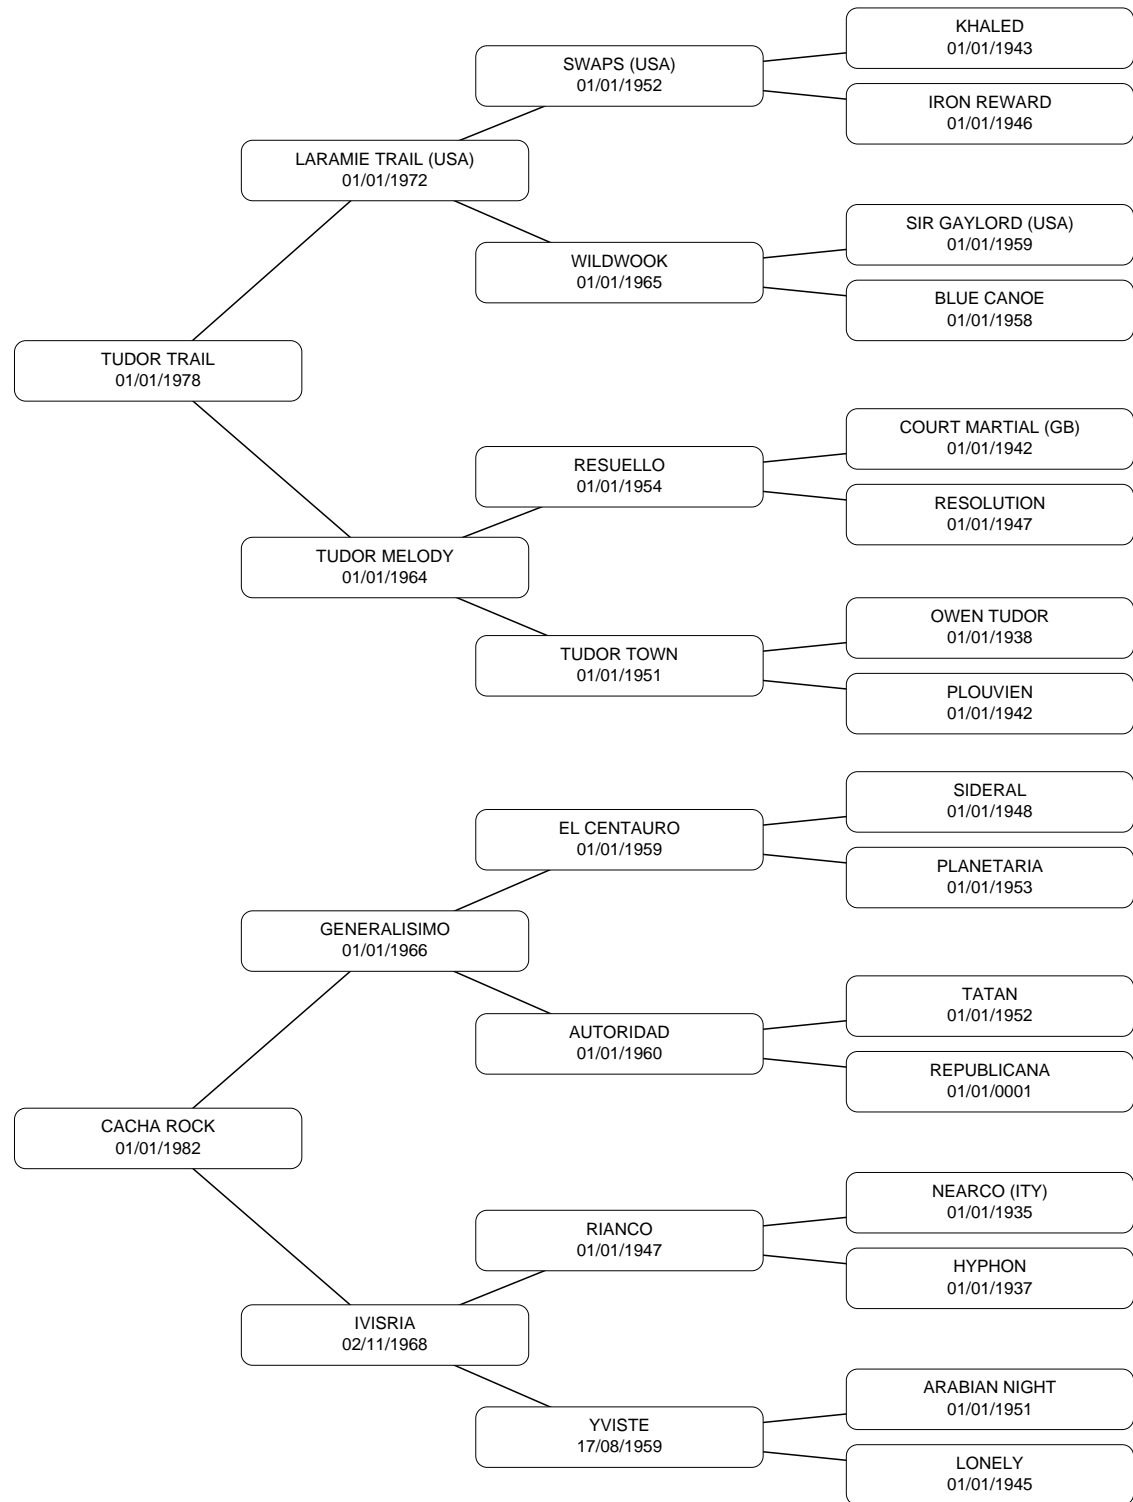 KHALED
01/01/1943
SWAPS (USA)
01/01/1952
IRON REWARD
01/01/1946
LARAMIE TRAIL (USA)
01/01/1972
SIR GAYLORD (USA)
01/01/1959
WILDWOOK
01/01/1965
BLUE CANOE
01/01/1958
TUDOR TRAIL
01/01/1978
COURT MARTIAL (GB)
01/01/1942
RESUELLO
01/01/1954
RESOLUTION
01/01/1947
TUDOR MELODY
01/01/1964
OWEN TUDOR
01/01/1938
TUDOR TOWN
01/01/1951
PLOUVIEN
01/01/1942
SIDERAL
01/01/1948
EL CENTAURO
01/01/1959
PLANETARIA
01/01/1953
GENERALISIMO
01/01/1966
TATAN
01/01/1952
AUTORIDAD
01/01/1960
REPUBLICANA
01/01/0001
CACHA ROCK
01/01/1982
NEARCO (ITY)
01/01/1935
RIANCO
01/01/1947
HYPHON
01/01/1937
IVISRIA
02/11/1968
ARABIAN NIGHT
01/01/1951
YVISTE
17/08/1959
LONELY
01/01/1945